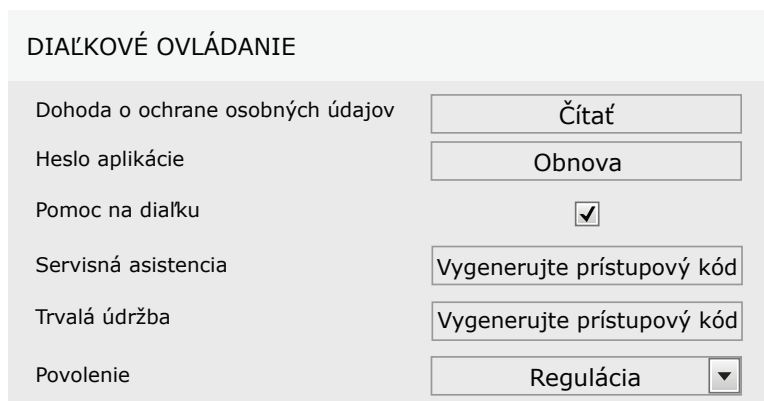 DIAĽKOVÉ OVLÁDANIE
Dohoda o ochrane osobných údajov Čítať
Heslo aplikácie Obnova
Pomoc na diaľku
Servisná asistencia Vygenerujte prístupový kód
Trvalá údržba Vygenerujte prístupový kód
Povolenie Regulácia